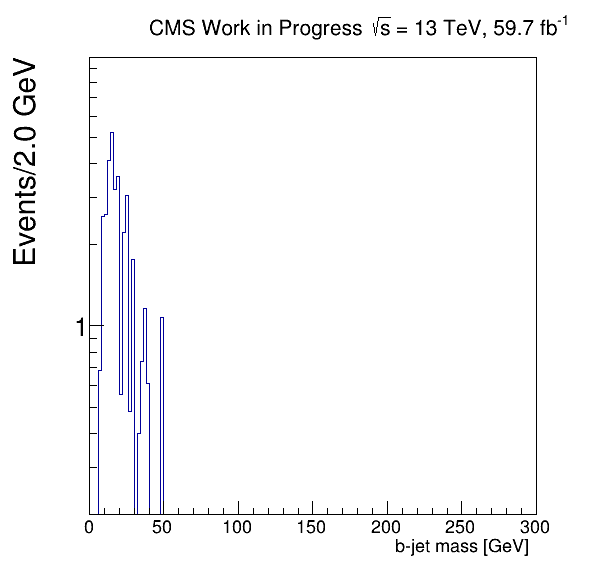 CMS Work in Progress √s = 13 TeV, 59.7 fb⁻¹
Events/2.0 GeV
1
0 50 100 150 200 250 300
b-jet mass [GeV]